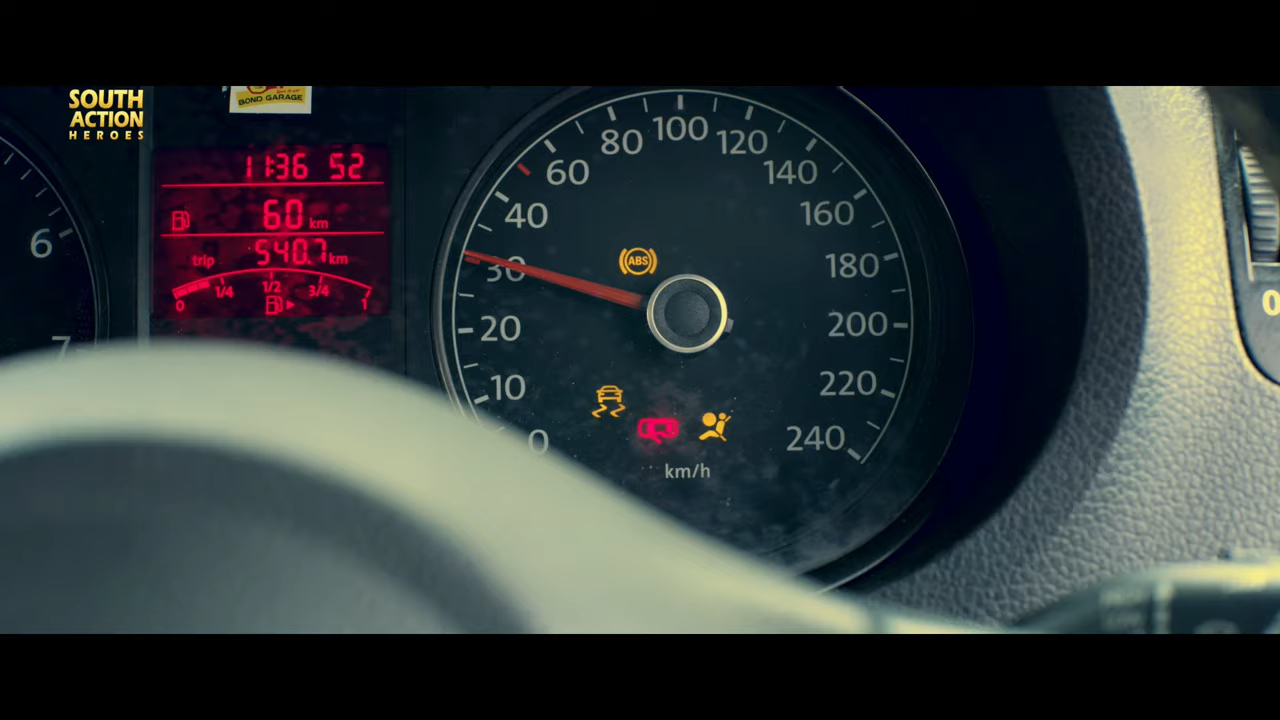 SOUTH
ACTION
HEROES
BOND GARAGE
11:36 52
60 km
trip 540.7 km
0 1/4 1/2 3/4 1
6
7
0
10
20
30
40
60
80
100
120
140
160
180
200
220
240
ABS
km/h
0